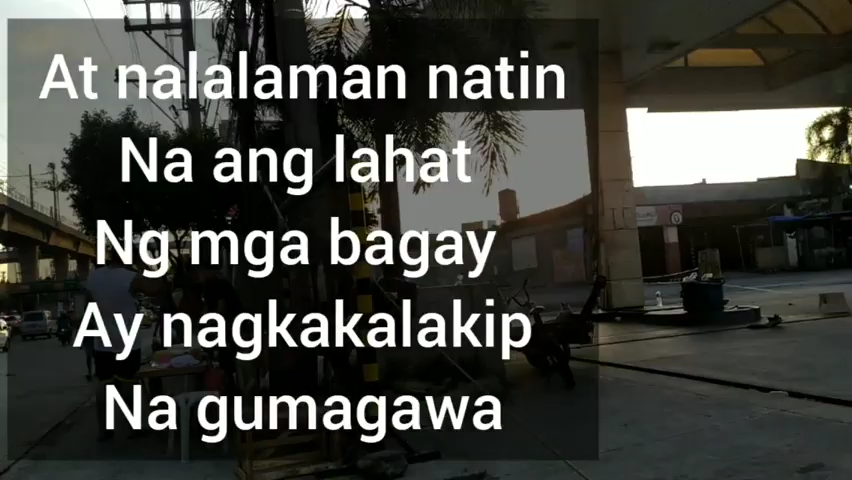 At nalalaman natin
Na ang lahat
Ng mga bagay
Ay nagkakalakip
Na gumagawa